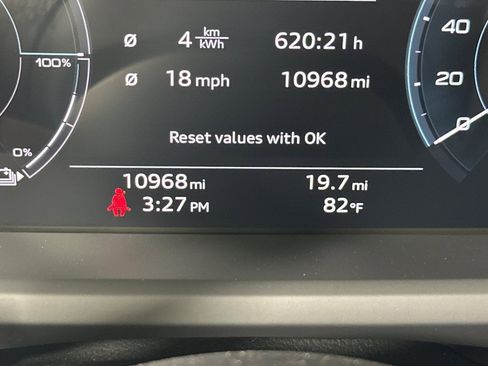 Ø 4 km/kWh 620:21 h 40
100%
Ø 18 mph 10968 mi 20
Reset values with OK 0
0%
10968 mi 19.7 mi
3:27 PM 82°F